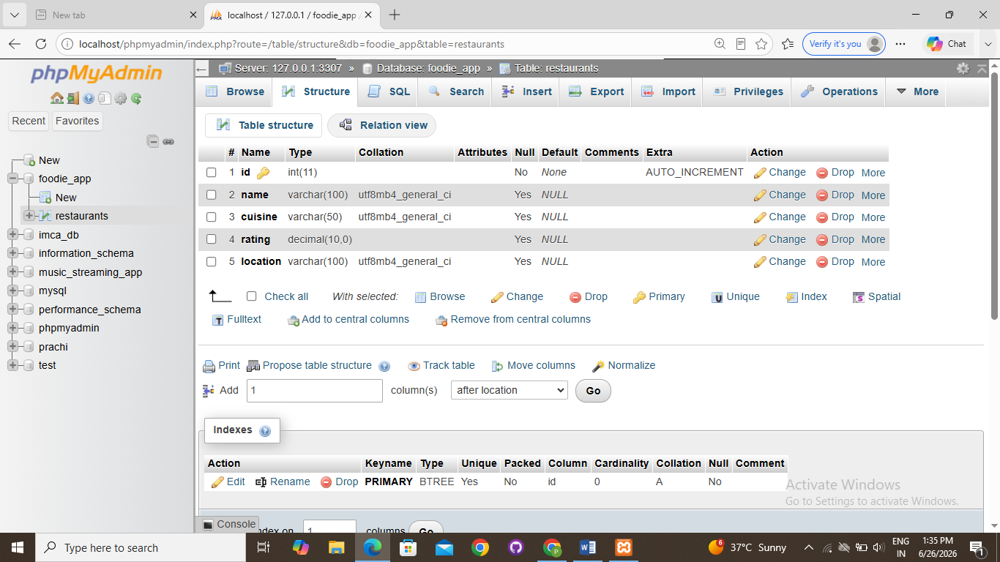 New tab
localhost / 127.0.0.1 / foodie_app /
localhost/phpmyadmin/index.php?route=/table/structure&db=foodie_app&table=restaurants
Verify it's you
Chat
phpMyAdmin
Recent Favorites
New
foodie_app
New
restaurants
imca_db
information_schema
music_streaming_app
mysql
performance_schema
phpmyadmin
prachi
test
Server: 127.0.0.1:3307 » Database: foodie_app » Table: restaurants
Browse Structure SQL Search Insert Export Import Privileges Operations More
Table structure Relation view
# Name Type Collation Attributes Null Default Comments Extra Action
1 id int(11) No None AUTO_INCREMENT Change Drop More
2 name varchar(100) utf8mb4_general_ci Yes NULL Change Drop More
3 cuisine varchar(50) utf8mb4_general_ci Yes NULL Change Drop More
4 rating decimal(10,0) Yes NULL Change Drop More
5 location varchar(100) utf8mb4_general_ci Yes NULL Change Drop More
Check all With selected: Browse Change Drop Primary Unique Index Spatial
Fulltext Add to central columns Remove from central columns
Print Propose table structure Track table Move columns Normalize
Add 1 column(s) after location Go
Indexes
Action Keyname Type Unique Packed Column Cardinality Collation Null Comment
Edit Rename Drop PRIMARY BTREE Yes No id 0 A No
Activate Windows
Go to Settings to activate Windows.
Console
index on 1 columns Go
Type here to search
37°C Sunny
ENG
IN
1:35 PM
6/26/2026